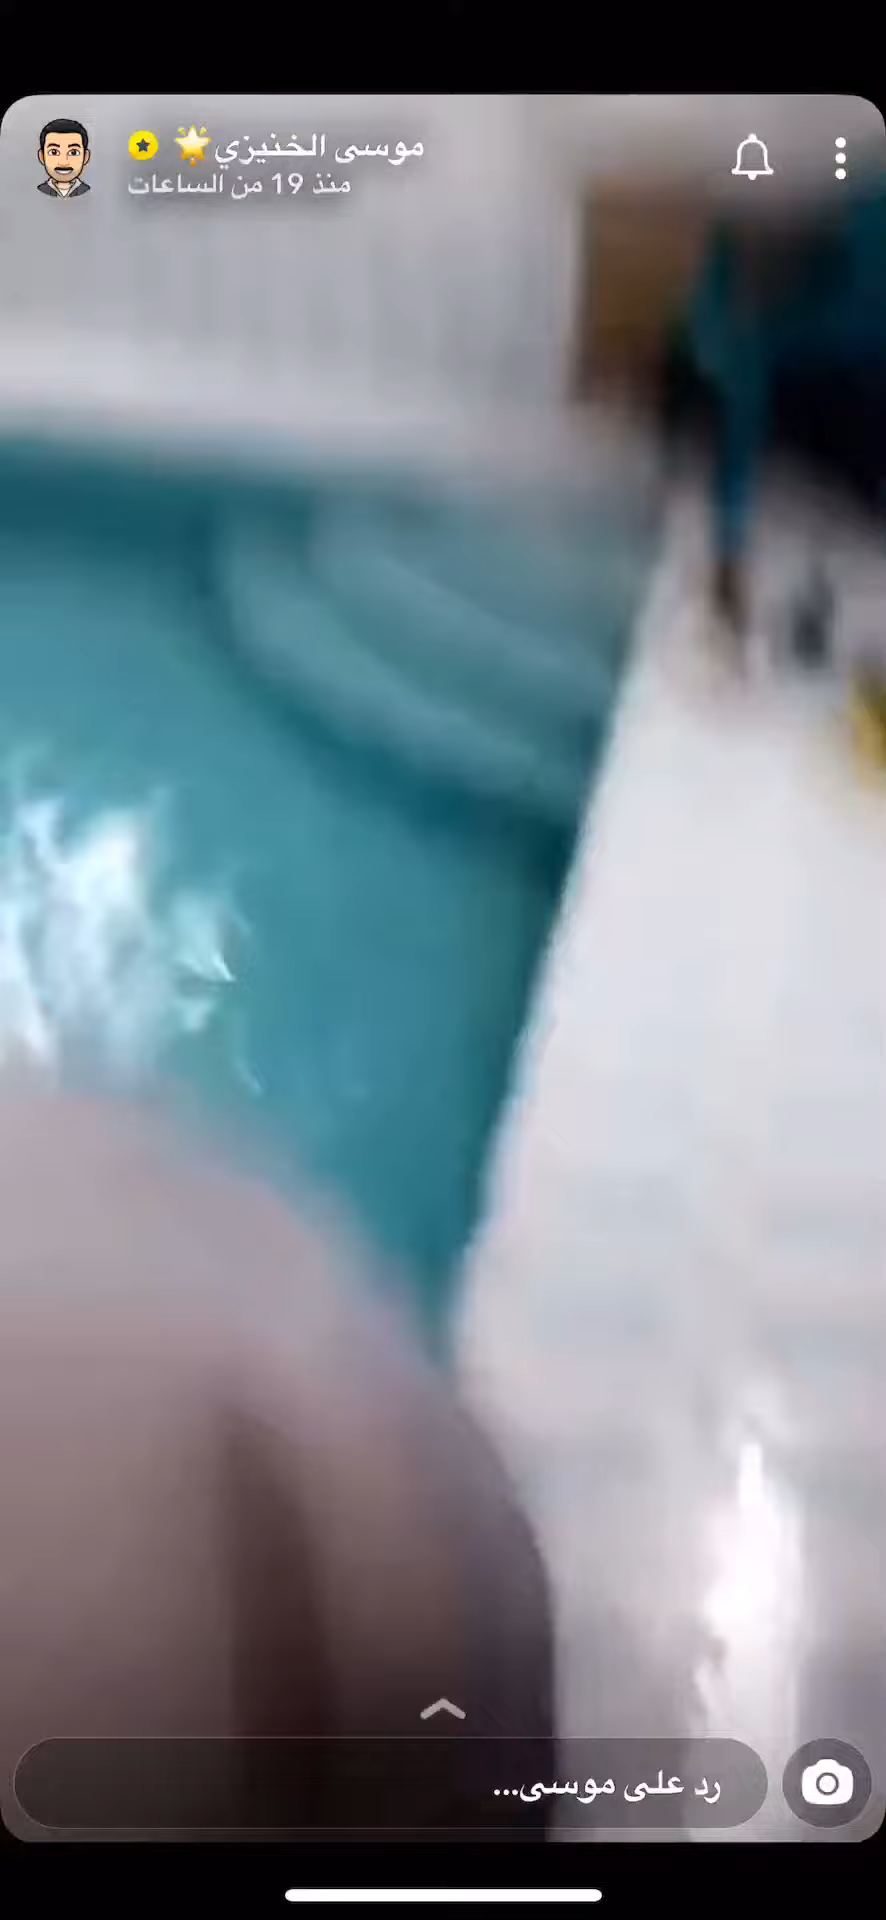 موسى الخنيزي🌟
منذ 19 من الساعات
رد على موسى...